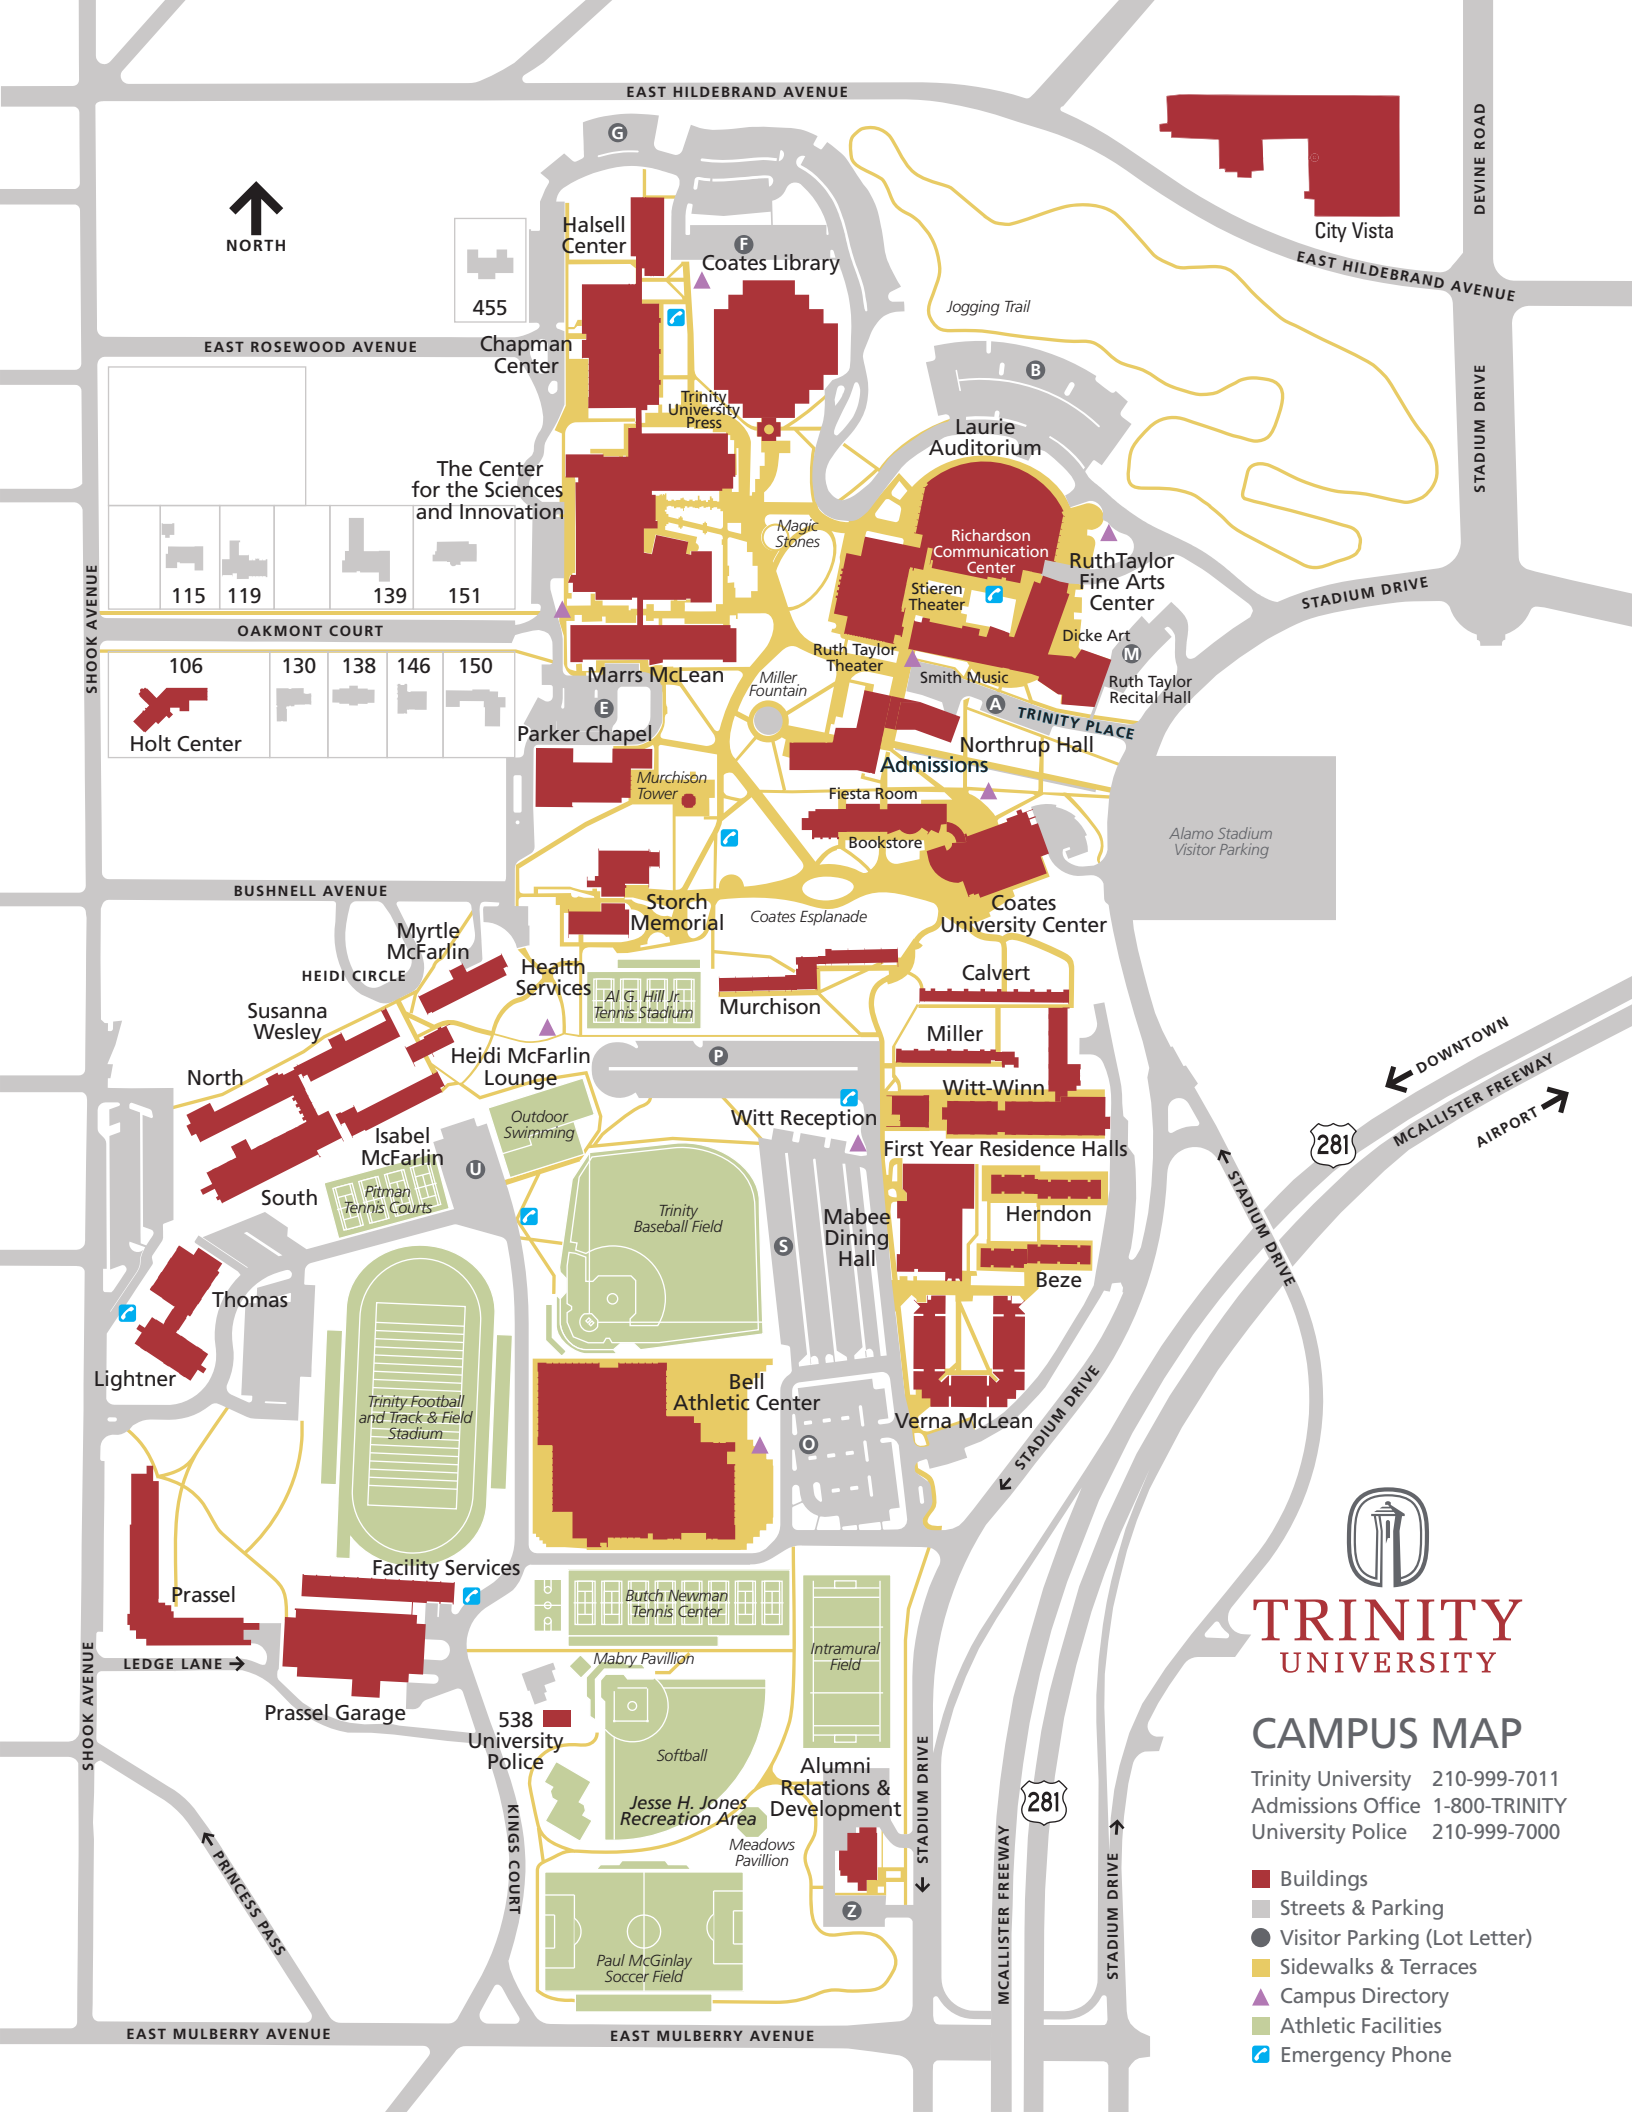 EAST HILDEBRAND AVENUE
G
DEVINE ROAD
City Vista
NORTH
Halsell
Center
F
Coates Library
EAST HILDEBRAND AVENUE
455
Jogging Trail
EAST ROSEWOOD AVENUE
Chapman
Center
B
STADIUM DRIVE
Trinity
University
Press
Laurie
Auditorium
The Center
for the Sciences
and Innovation
Magic
Stones
Richardson
Communication
Center
RuthTaylor
Fine Arts
Center
Stieren
Theater
115
119
139
151
STADIUM DRIVE
SHOOK AVENUE
OAKMONT COURT
Dicke Art
M
106
130
138
146
150
Ruth Taylor
Theater
Marrs McLean
Smith Music
Miller
Fountain
Ruth Taylor
Recital Hall
E
A
TRINITY PLACE
Holt Center
Parker Chapel
Northrup Hall
Admissions
Murchison
Tower
Fiesta Room
Bookstore
Alamo Stadium
Visitor Parking
BUSHNELL AVENUE
Storch
Memorial
Coates Esplanade
Coates
University Center
Myrtle
McFarlin
HEIDI CIRCLE
Health
Services
Calvert
Al G. Hill Jr.
Tennis Stadium
Murchison
Susanna
Wesley
Miller
DOWNTOWN
MCALLISTER FREEWAY
AIRPORT
281
Heidi McFarlin
Lounge
P
North
Witt-Winn
Outdoor
Swimming
Witt Reception
Isabel
McFarlin
First Year Residence Halls
U
South
Pitman
Tennis Courts
Trinity
Baseball Field
Mabee
Dining
Hall
Herndon
STADIUM DRIVE
S
Beze
Thomas
Lightner
Bell
Athletic Center
Trinity Football
and Track & Field
Stadium
Verna McLean
STADIUM DRIVE
O
Facility Services
Prassel
Butch Newman
Tennis Center
Intramural
Field
TRINITY
UNIVERSITY
LEDGE LANE
Mabry Pavillion
SHOOK AVENUE
Prassel Garage
538
University
Police
Softball
CAMPUS MAP
Alumni
Relations &
Development
STADIUM DRIVE
281
Trinity University 210-999-7011
Admissions Office 1-800-TRINITY
University Police 210-999-7000
Jesse H. Jones
Recreation Area
Meadows
Pavillion
KINGS COURT
PRINCESS PASS
MCALLISTER FREEWAY
STADIUM DRIVE
Z
Buildings
Streets & Parking
Visitor Parking (Lot Letter)
Sidewalks & Terraces
Campus Directory
Athletic Facilities
Emergency Phone
Paul McGinlay
Soccer Field
EAST MULBERRY AVENUE
EAST MULBERRY AVENUE